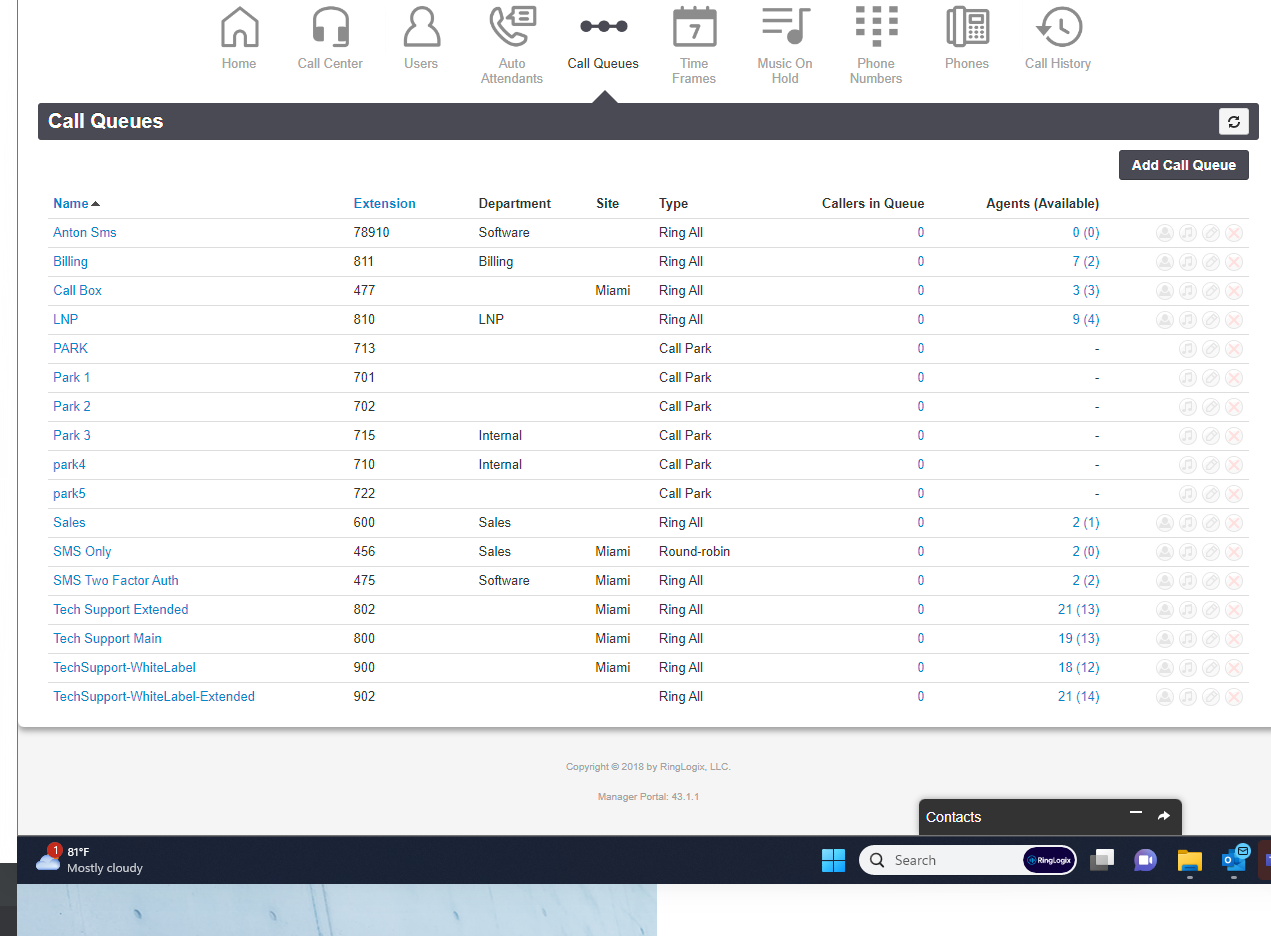 Home
Call Center
Users
Auto Attendants
Call Queues
Time Frames
Music On Hold
Phone Numbers
7
Phones
Call History
Call Queues
Add Call Queue
Name Extension Department Site Type Callers in Queue Agents (Available)
Anton Sms 78910 Software Ring All 0 0 (0)
Billing 811 Billing Ring All 0 7 (2)
Call Box 477 Miami Ring All 0 3 (3)
LNP 810 LNP Ring All 0 9 (4)
PARK 713 Call Park 0 -
Park 1 701 Call Park 0 -
Park 2 702 Call Park 0 -
Park 3 715 Internal Call Park 0 -
park4 710 Internal Call Park 0 -
park5 722 Call Park 0 -
Sales 600 Sales Ring All 0 2 (1)
SMS Only 456 Sales Miami Round-robin 0 2 (0)
SMS Two Factor Auth 475 Software Miami Ring All 0 2 (2)
Tech Support Extended 802 Miami Ring All 0 21 (13)
Tech Support Main 800 Miami Ring All 0 19 (13)
TechSupport-WhiteLabel 900 Miami Ring All 0 18 (12)
TechSupport-WhiteLabel-Extended 902 Ring All 0 21 (14)
Copyright © 2018 by RingLogix, LLC.
Manager Portal: 43.1.1
Contacts
1
81°F
Mostly cloudy
Search
RingLogix